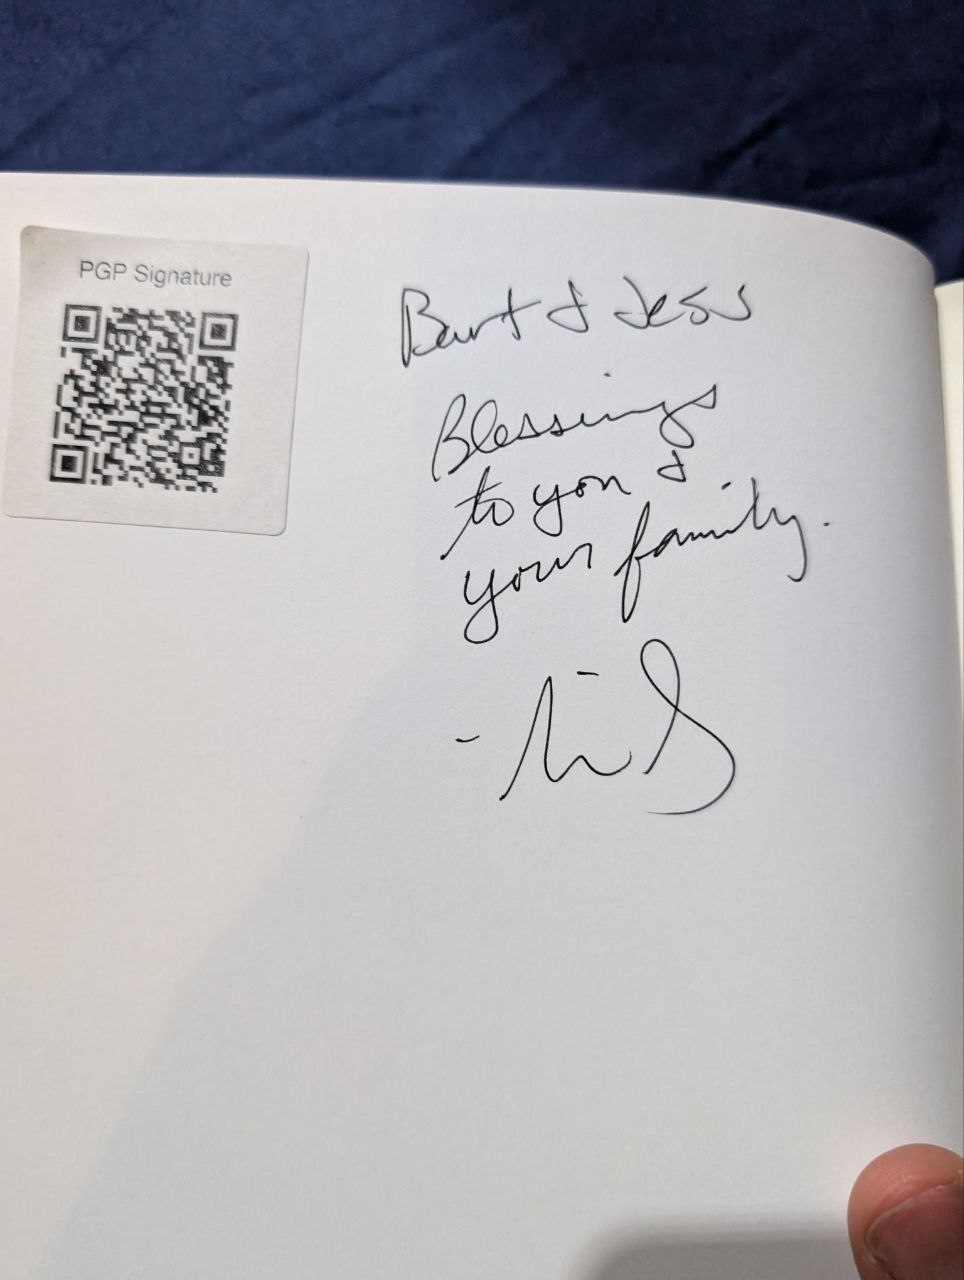 PGP Signature
Burt & Jess
Blessings
to you &
your family.